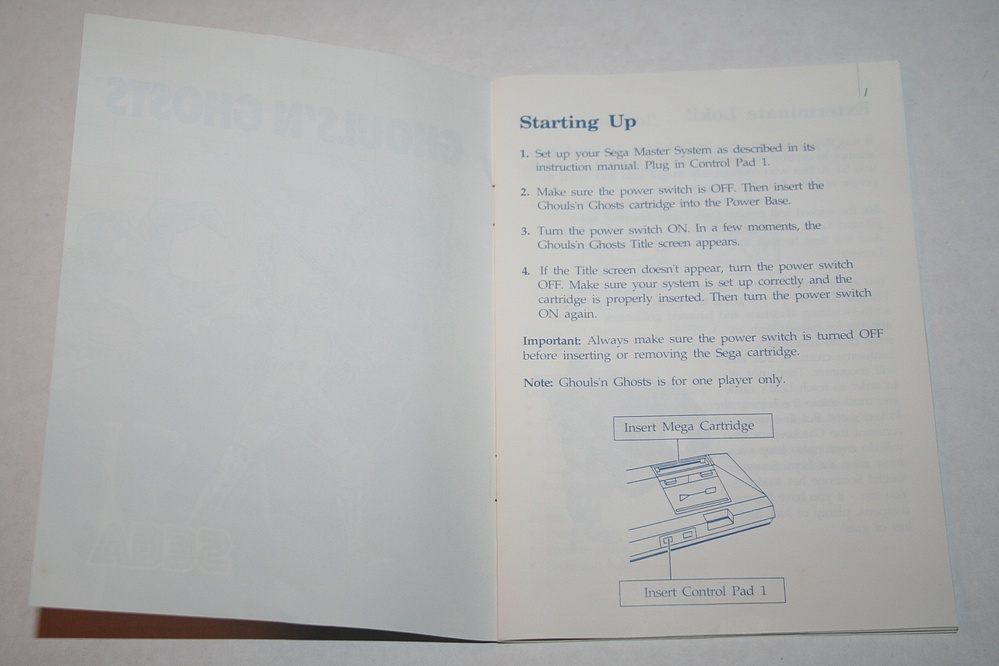 GHOULS'N GHOSTS
SEGA
Starting Up
1. Set up your Sega Master System as described in its
instruction manual. Plug in Control Pad 1.
2. Make sure the power switch is OFF. Then insert the
Ghouls'n Ghosts cartridge into the Power Base.
3. Turn the power switch ON. In a few moments, the
Ghouls'n Ghosts Title screen appears.
4. If the Title screen doesn't appear, turn the power switch
OFF. Make sure your system is set up correctly and the
cartridge is properly inserted. Then turn the power switch
ON again.
Important: Always make sure the power switch is turned OFF
before inserting or removing the Sega cartridge.
Note: Ghouls'n Ghosts is for one player only.
Insert Mega Cartridge
Insert Control Pad 1